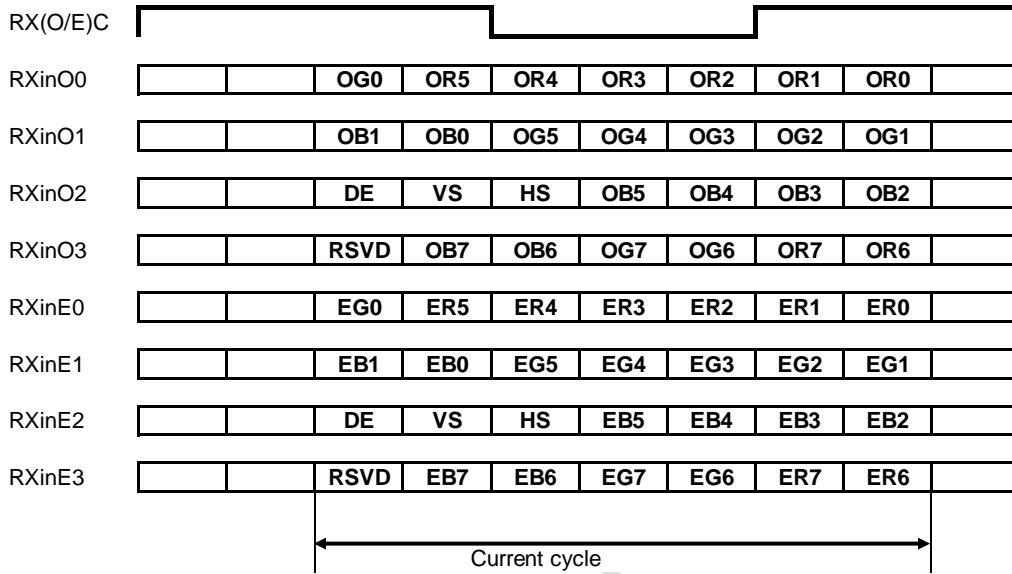 RX(O/E)C
RXinO0 OG0 OR5 OR4 OR3 OR2 OR1 OR0
RXinO1 OB1 OB0 OG5 OG4 OG3 OG2 OG1
RXinO2 DE VS HS OB5 OB4 OB3 OB2
RXinO3 RSVD OB7 OB6 OG7 OG6 OR7 OR6
RXinE0 EG0 ER5 ER4 ER3 ER2 ER1 ER0
RXinE1 EB1 EB0 EG5 EG4 EG3 EG2 EG1
RXinE2 DE VS HS EB5 EB4 EB3 EB2
RXinE3 RSVD EB7 EB6 EG7 EG6 ER7 ER6
Current cycle